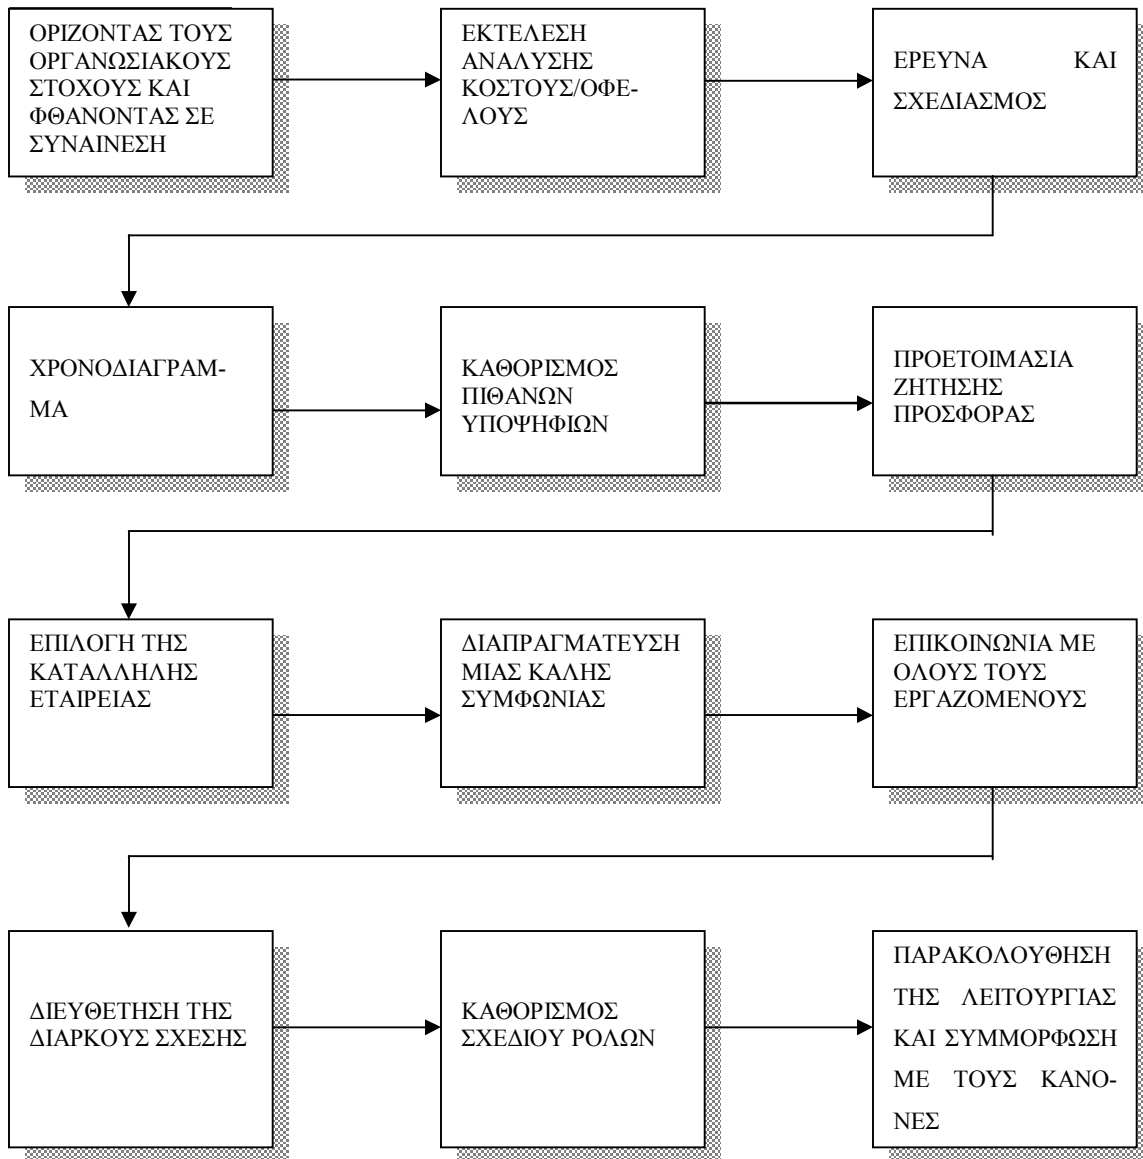 ΟΡΙΖΟΝΤΑΣ ΤΟΥΣ
ΟΡΓΑΝΩΣΙΑΚΟΥΣ
ΣΤΟΧΟΥΣ ΚΑΙ
ΦΘΑΝΟΝΤΑΣ ΣΕ
ΣΥΝΑΙΝΕΣΗ
ΕΚΤΕΛΕΣΗ
ΑΝΑΛΥΣΗΣ
ΚΟΣΤΟΥΣ/ΟΦΕ-
ΛΟΥΣ
ΕΡΕΥΝΑ ΚΑΙ
ΣΧΕΔΙΑΣΜΟΣ
ΧΡΟΝΟΔΙΑΓΡΑΜ-
ΜΑ
ΚΑΘΟΡΙΣΜΟΣ
ΠΙΘΑΝΩΝ
ΥΠΟΨΗΦΙΩΝ
ΠΡΟΕΤΟΙΜΑΣΙΑ
ΖΗΤΗΣΗΣ
ΠΡΟΣΦΟΡΑΣ
ΕΠΙΛΟΓΗ ΤΗΣ
ΚΑΤΑΛΛΗΛΗΣ
ΕΤΑΙΡΕΙΑΣ
ΔΙΑΠΡΑΓΜΑΤΕΥΣΗ
ΜΙΑΣ ΚΑΛΗΣ
ΣΥΜΦΩΝΙΑΣ
ΕΠΙΚΟΙΝΩΝΙΑ ΜΕ
ΟΛΟΥΣ ΤΟΥΣ
ΕΡΓΑΖΟΜΕΝΟΥΣ
ΔΙΕΥΘΕΤΗΣΗ ΤΗΣ
ΔΙΑΡΚΟΥΣ ΣΧΕΣΗΣ
ΚΑΘΟΡΙΣΜΟΣ
ΣΧΕΔΙΟΥ ΡΟΛΩΝ
ΠΑΡΑΚΟΛΟΥΘΗΣΗ
ΤΗΣ ΛΕΙΤΟΥΡΓΙΑΣ
ΚΑΙ ΣΥΜΜΟΡΦΩΣΗ
ΜΕ ΤΟΥΣ ΚΑΝΟ-
ΝΕΣ